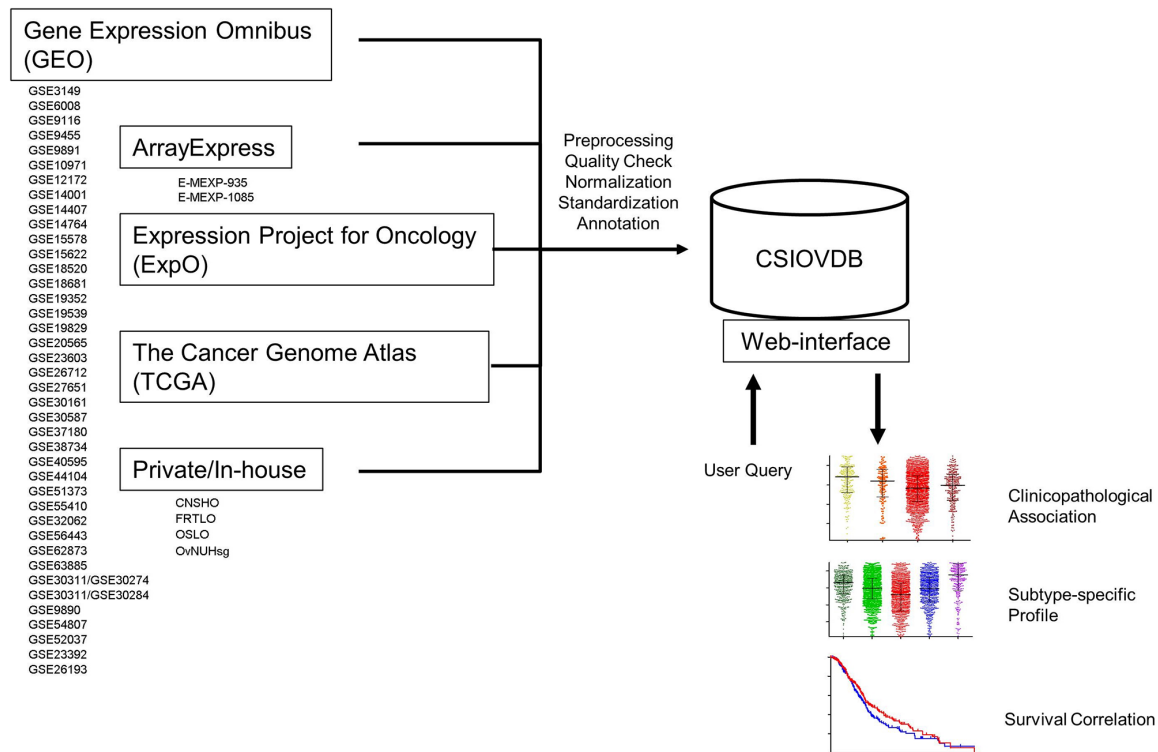 Gene Expression Omnibus
(GEO)
GSE3149
GSE6008
GSE9116
GSE9455
GSE9891
GSE10971
GSE12172
GSE14001
GSE14407
GSE14764
GSE15578
GSE15622
GSE18520
GSE18681
GSE19352
GSE19539
GSE19829
GSE20565
GSE23603
GSE26712
GSE27651
GSE30161
GSE30587
GSE37180
GSE38734
GSE40595
GSE44104
GSE51373
GSE55410
GSE32062
GSE56443
GSE62873
GSE63885
GSE30311/GSE30274
GSE30311/GSE30284
GSE9890
GSE54807
GSE52037
GSE23392
GSE26193
ArrayExpress
E-MEXP-935
E-MEXP-1085
Expression Project for Oncology
(ExpO)
The Cancer Genome Atlas
(TCGA)
Private/In-house
CNSHO
FRTLO
OSLO
OvNUHsg
Preprocessing
Quality Check
Normalization
Standardization
Annotation
CSIOVDB
Web-interface
User Query
Clinicopathological
Association
Subtype-specific
Profile
Survival Correlation